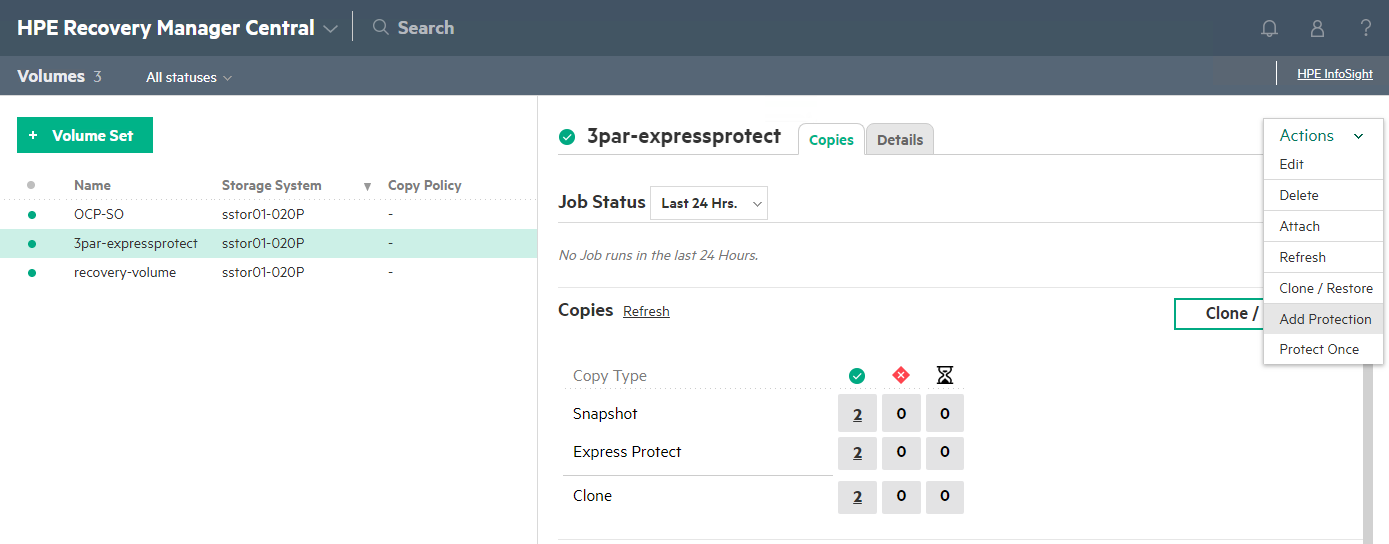 HPE Recovery Manager Central Search ?
Volumes 3 All statuses HPE InfoSight
+ Volume Set
Name Storage System Copy Policy
OCP-SO sstor01-020P -
3par-expressprotect sstor01-020P -
recovery-volume sstor01-020P -
3par-expressprotect Copies Details
Job Status Last 24 Hrs.
No Job runs in the last 24 Hours.
Copies Refresh Clone /
Copy Type
Snapshot 2 0 0
Express Protect 2 0 0
Clone 2 0 0
Actions
Edit
Delete
Attach
Refresh
Clone / Restore
Add Protection
Protect Once